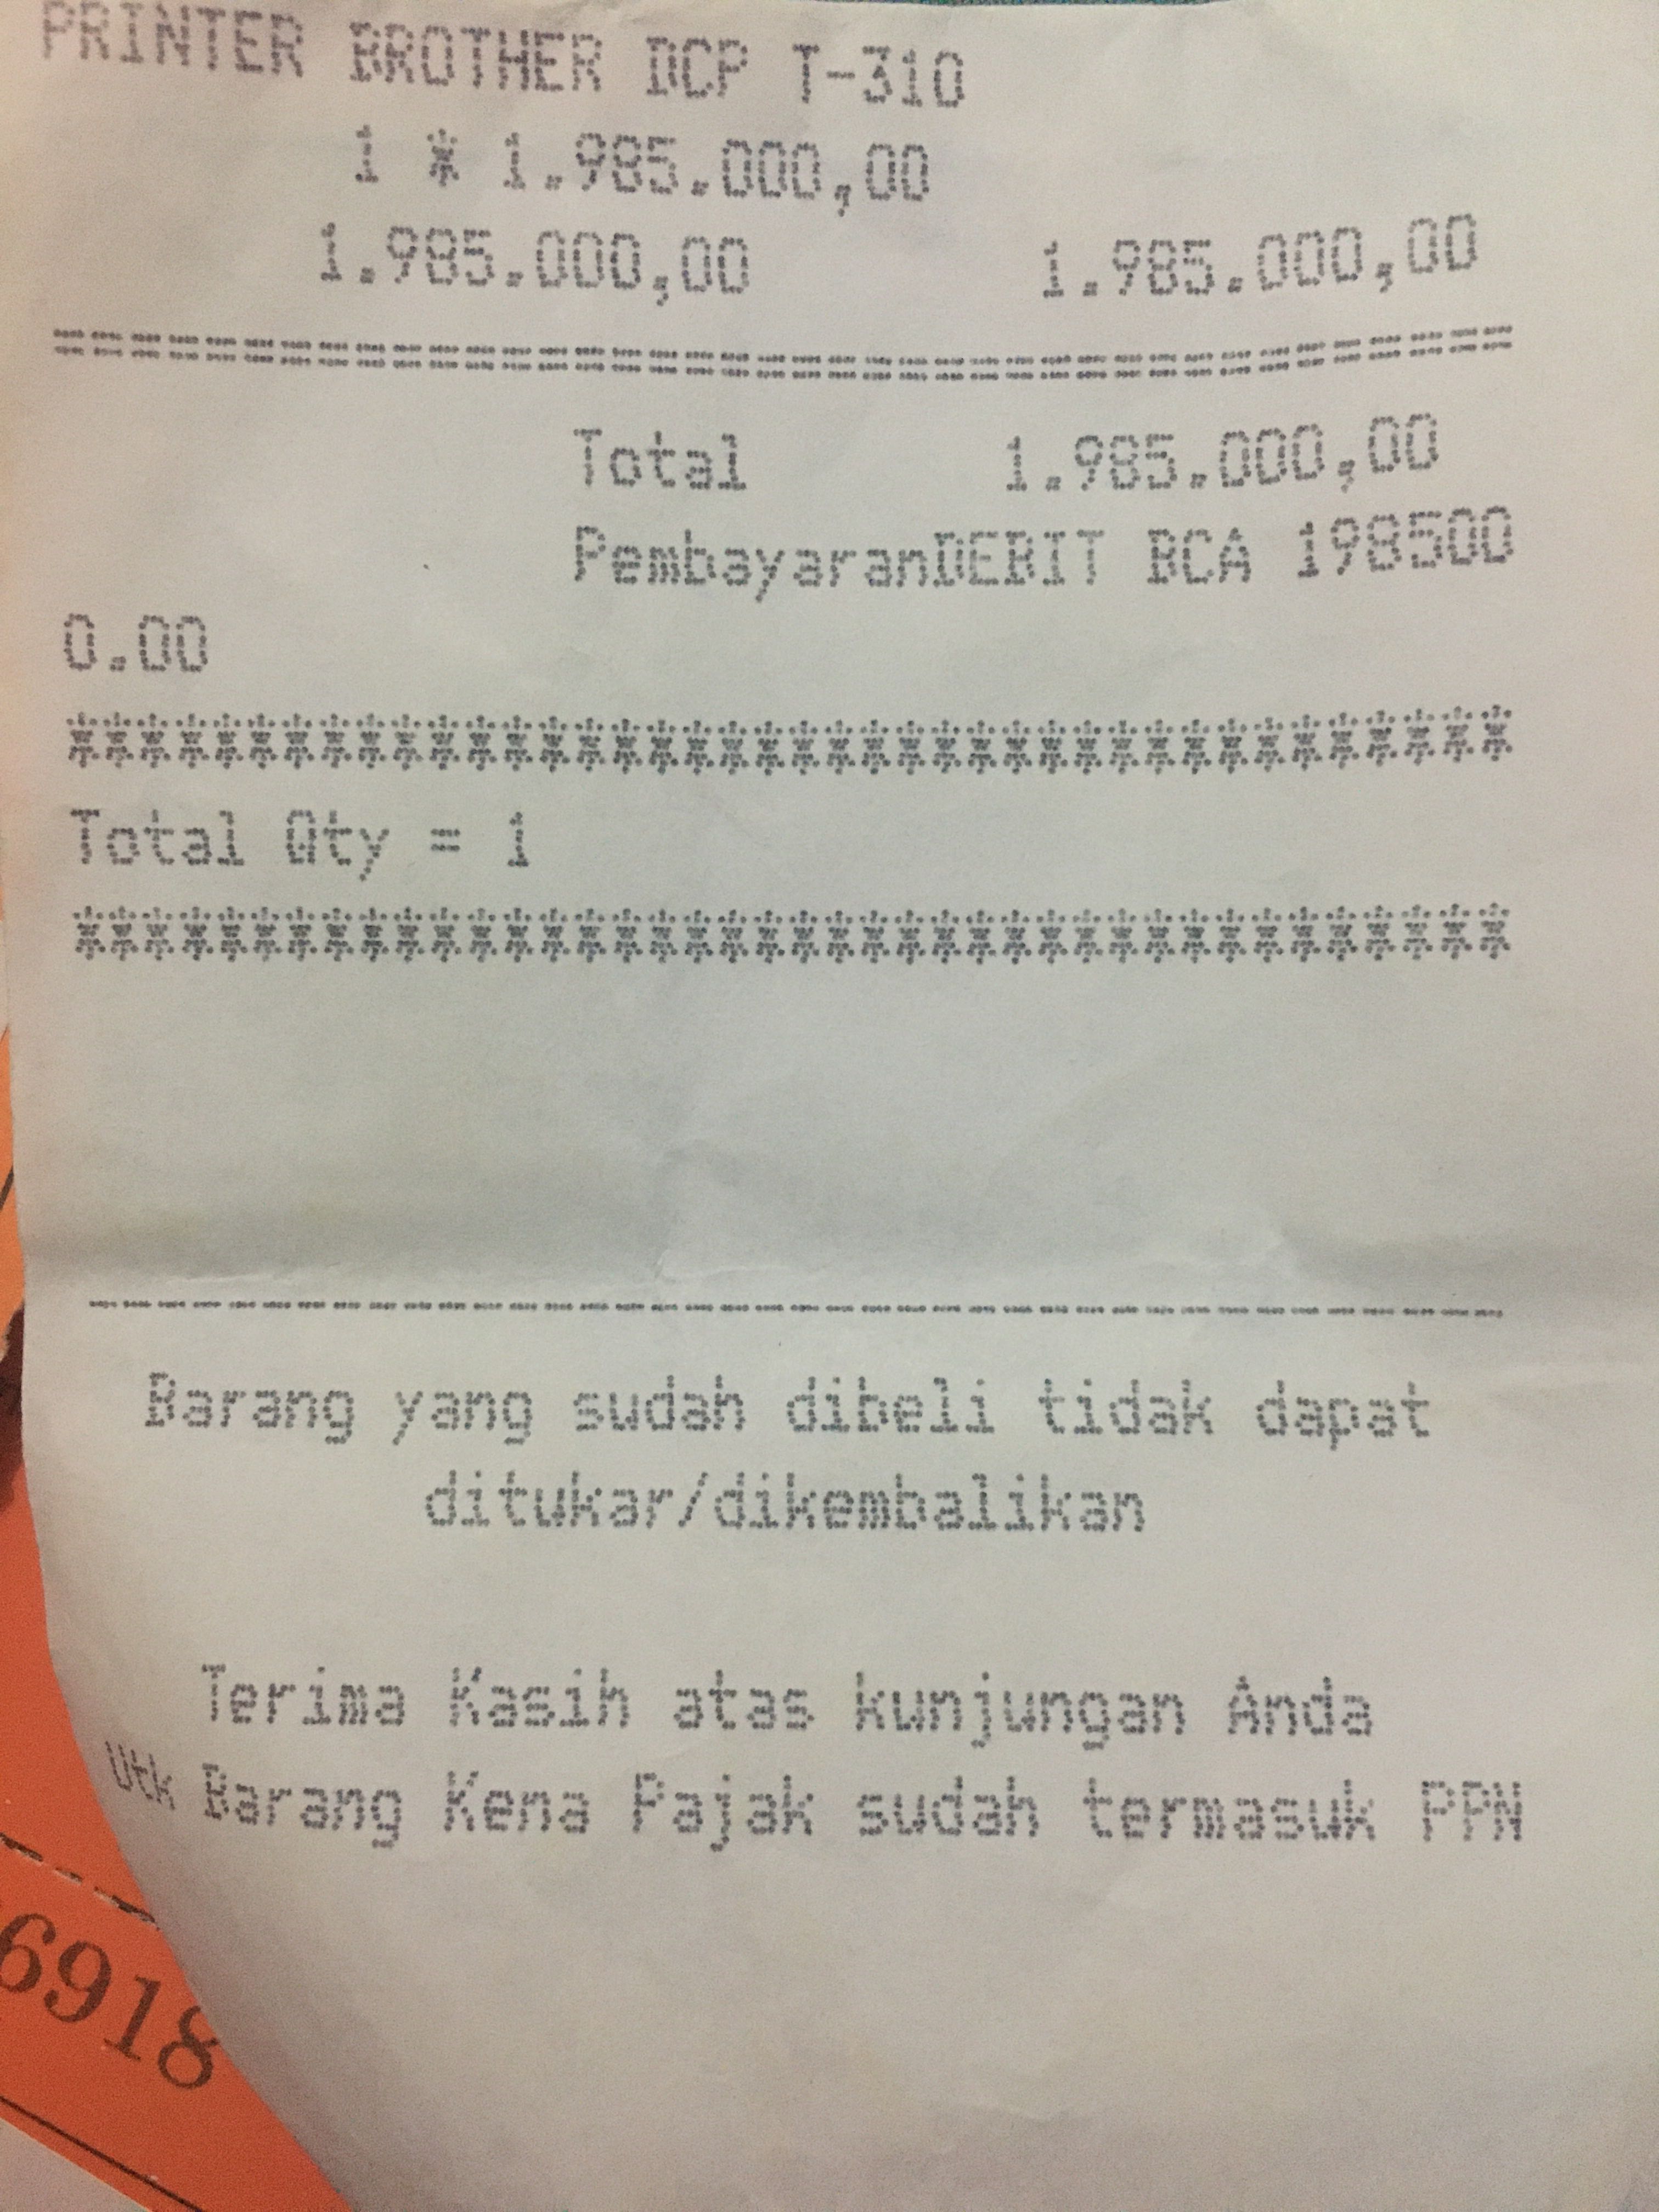 PRINTER BROTHER DCP T-310
1 * 1.985.000,00
1.985.000,00 1.985.000,00
Total 1.985.000,00
PembayaranDEBIT BCA 198500
0.00
*****************************************
Total Qty = 1
*****************************************
Barang yang sudah dibeli tidak dapat
ditukar/dikembalikan
Terima Kasih atas kunjungan Anda
Utk Barang Kena Pajak sudah termasuk PPN
6918